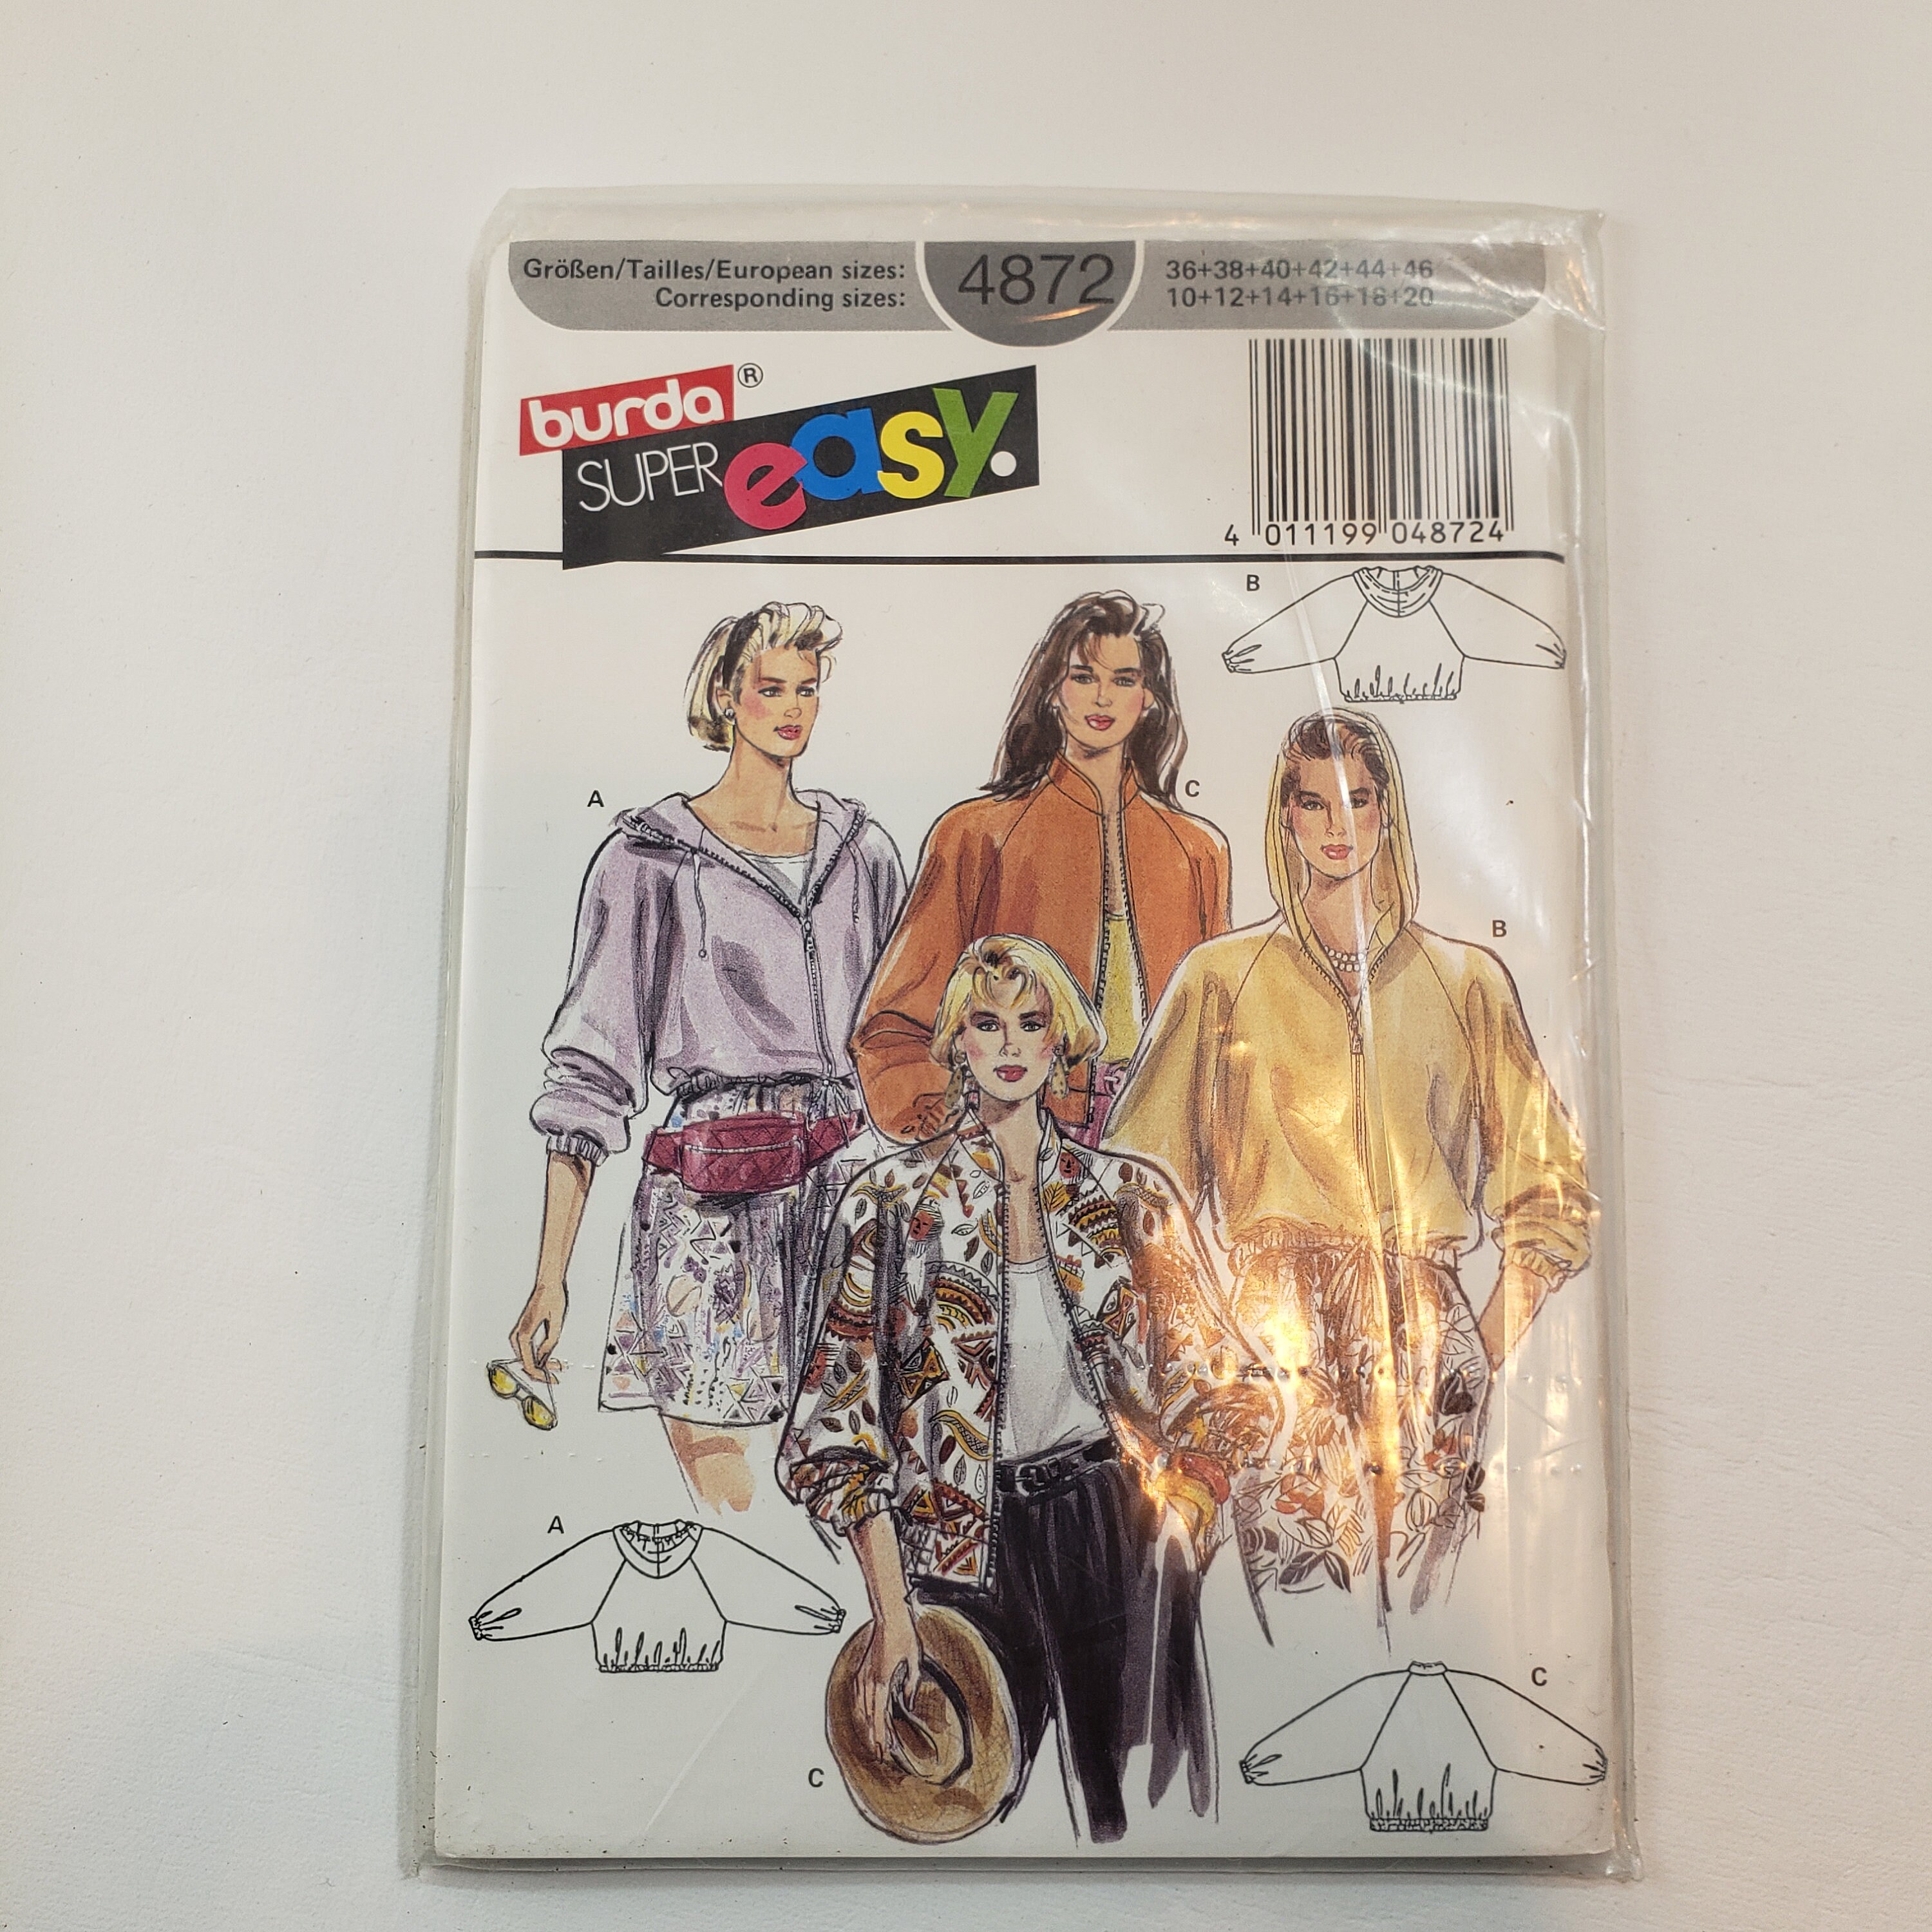 Größen/Tailles/European sizes:
Corresponding sizes:
4872
36+38+40+42+44+46
10+12+14+16+18+20
burda®
SUPER easy.
4 011199 048724
B
A
C
B
A
C
C